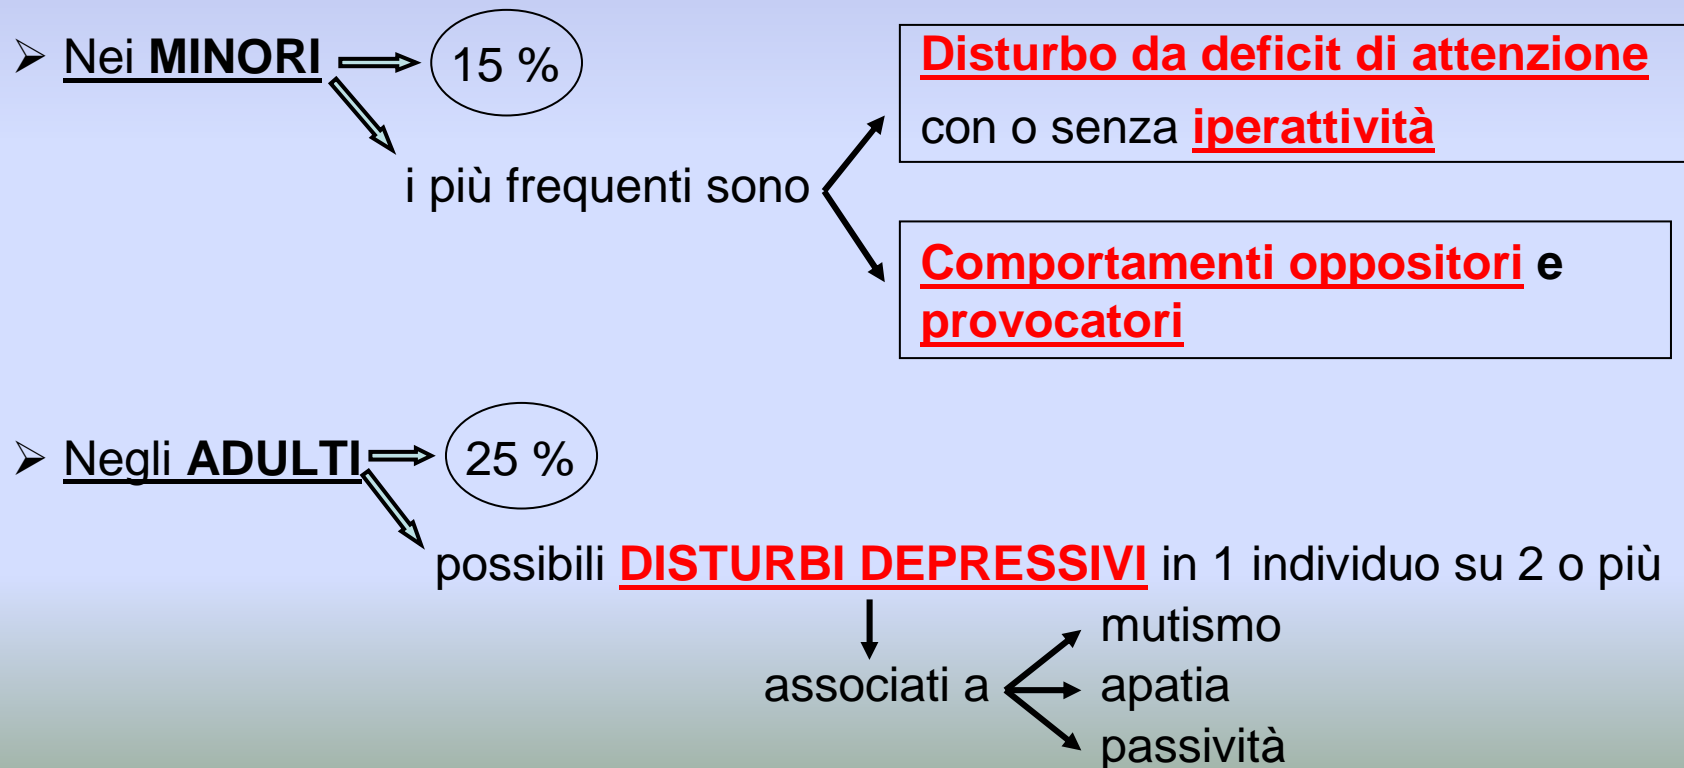 ➢ Nei MINORI 15 %
Disturbo da deficit di attenzione
con o senza iperattività
i più frequenti sono
Comportamenti oppositori e
provocatori
➢ Negli ADULTI 25 %
possibili DISTURBI DEPRESSIVI in 1 individuo su 2 o più
mutismo
associati a apatia
passività